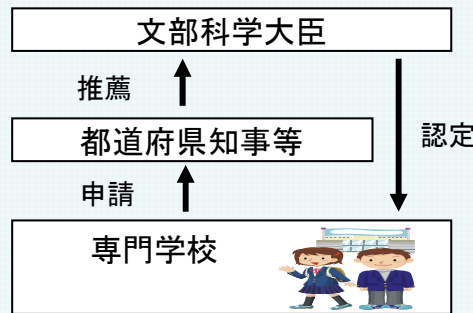 文部科学大臣
推薦
都道府県知事等
認定
申請
専門学校